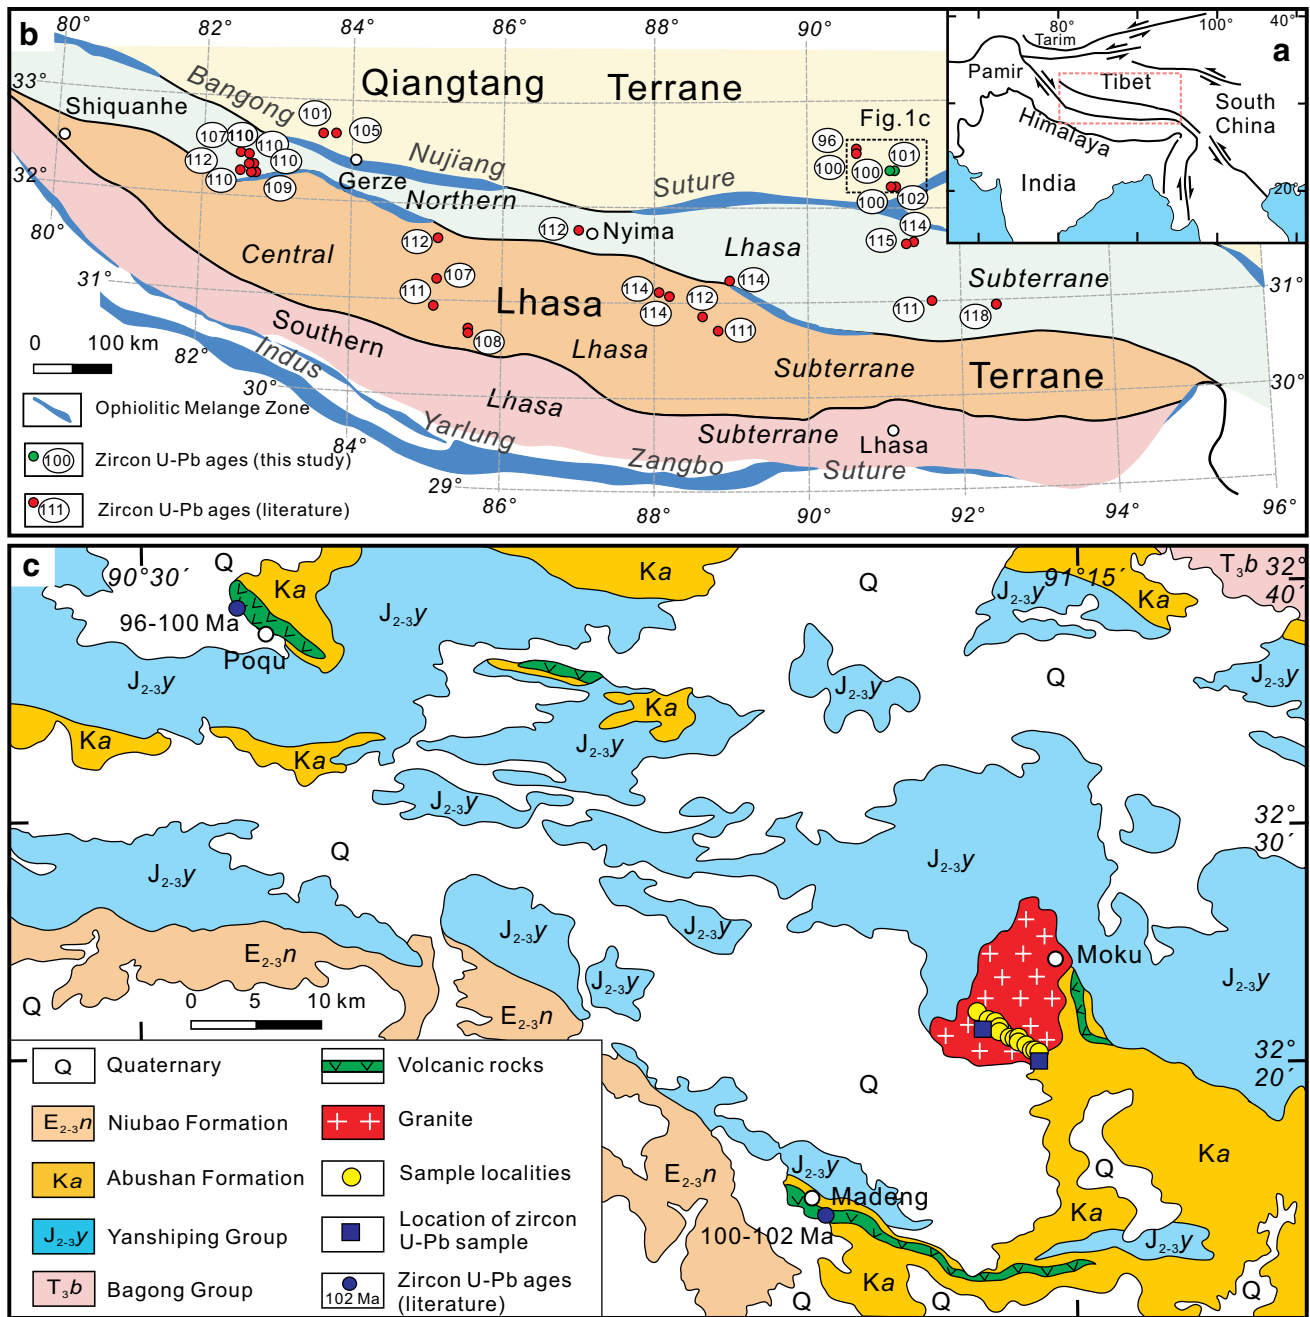 b
80°
82°
84°
86°
88°
90°
33°
32°
80°
31°
82°
30°
84°
29°
86°
88°
90°
92°
94°
96°
31°
30°
Qiangtang Terrane
Bangong
Nujiang
Suture
Shiquanhe
Gerze
Northern
Nyima
Lhasa
Subterrane
Central
Lhasa
Lhasa
Subterrane
Terrane
Southern
Lhasa
Subterrane
Lhasa
Indus
Yarlung
Zangbo
Suture
Fig.1c
101
105
107
110
110
110
112
110
109
112
107
111
108
112
114
114
112
111
114
96
100
100
101
100
102
114
115
111
118
0 100 km
Ophiolitic Melange Zone
100 Zircon U-Pb ages (this study)
111 Zircon U-Pb ages (literature)
a
80°
100°
40°
20°
Tarim
Pamir
Tibet
Himalaya
South
China
India
c
90°30´
91°15´
32°
40´
32°
30´
32°
20´
Q
Ka
J2-3y
96-100 Ma
Poqu
J2-3y
Ka
Q
J2-3y
Ka
T3b
Q
J2-3y
J2-3y
Ka
J2-3y
Ka
Ka
J2-3y
Q
J2-3y
J2-3y
J2-3y
J2-3y
J2-3y
E2-3n
Moku
J2-3y
Q
E2-3n
0 5 10 km
Q
E2-3n
J2-3y
Madeng
100-102 Ma
Ka
Q
Ka
J2-3y
Ka
Q
Q
Q
Q Quaternary
E2-3n Niubao Formation
Ka Abushan Formation
J2-3y Yanshiping Group
T3b Bagong Group
Volcanic rocks
Granite
Sample localities
Location of zircon
U-Pb sample
102 Ma
Zircon U-Pb ages
(literature)